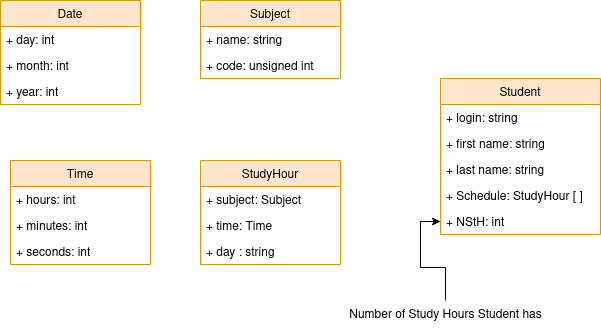 Date
+ day: int
+ month: int
+ year: int
Subject
+ name: string
+ code: unsigned int
Time
+ hours: int
+ minutes: int
+ seconds: int
StudyHour
+ subject: Subject
+ time: Time
+ day : string
Student
+ login: string
+ first name: string
+ last name: string
+ Schedule: StudyHour [ ]
+ NStH: int
Number of Study Hours Student has